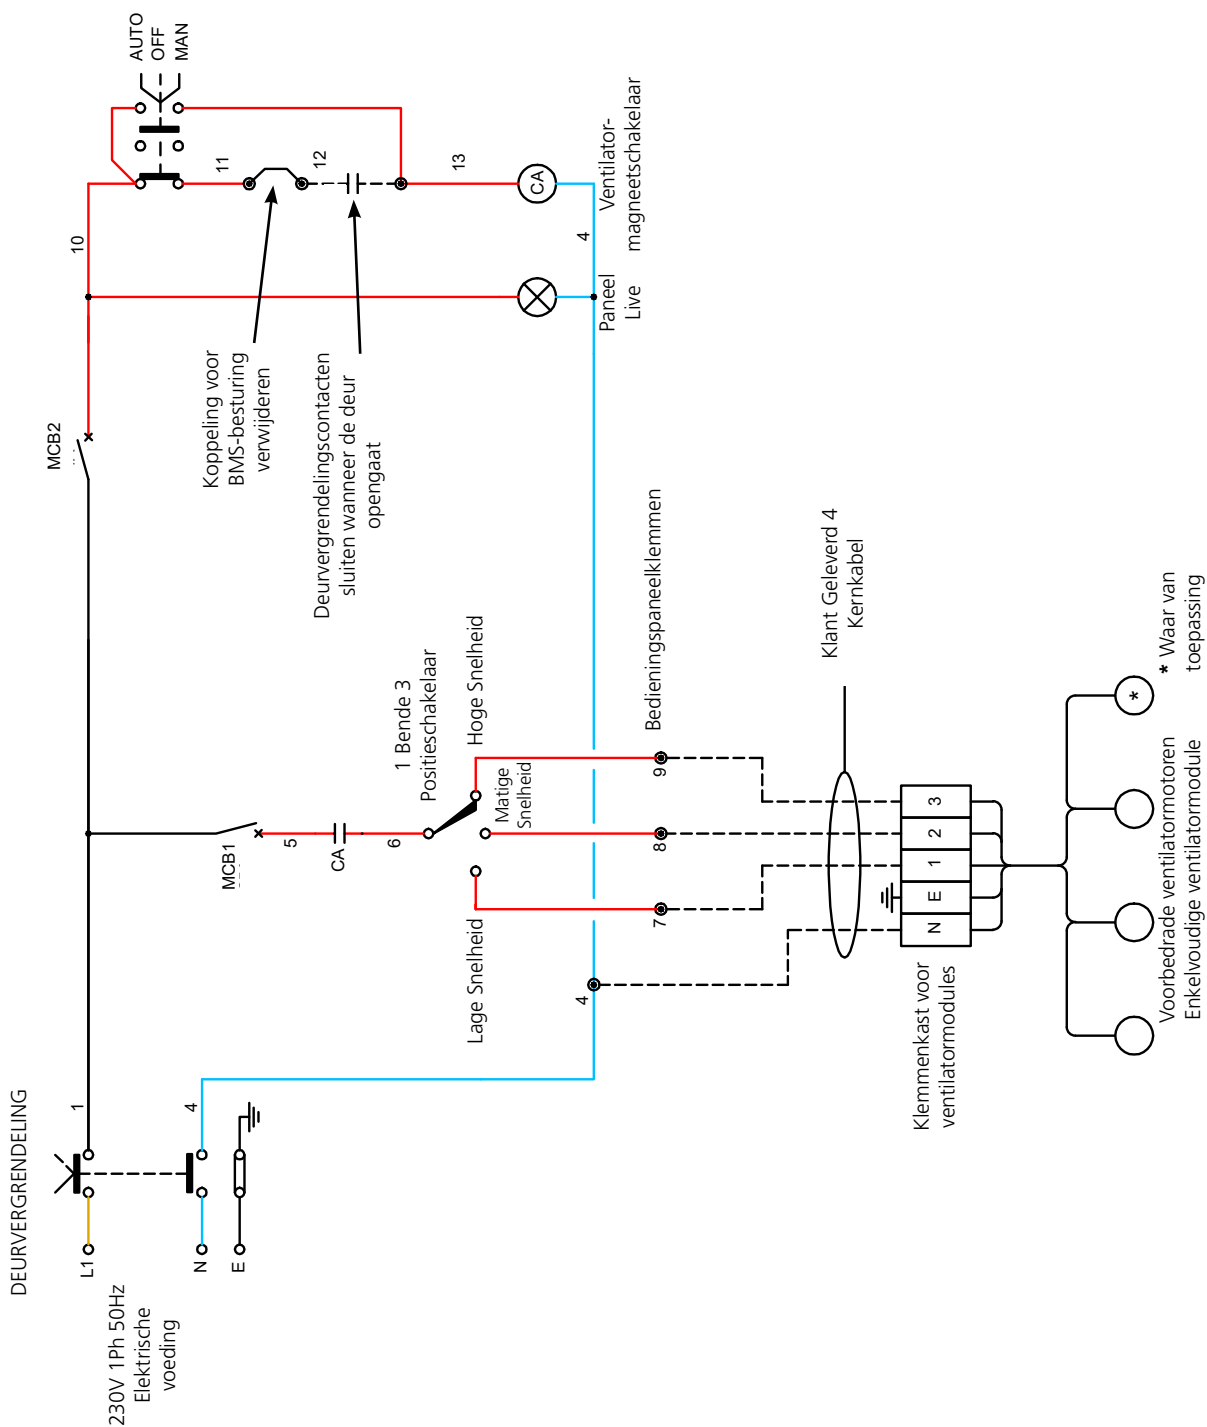 DEURVERGRENDELING
230V 1Ph 50Hz
Elektrische
voeding
L1
N
E
1
4
MCB1
5
CA
6
1 Bende 3
Positieschakelaar
Lage Snelheid
Matige
Snelheid
Hoge Snelheid
4
7
8
9
Bedieningspaneelklemmen
MCB2
10
Koppeling voor
BMS-besturing
verwijderen
Deurvergrendelingscontacten
sluiten wanneer de deur
opengaat
AUTO
OFF
MAN
11
12
13
CA
4
Paneel
Live
Ventilator-
magneetschakelaar
Klant Geleverd 4
Kernkabel
Klemmenkast voor
ventilatormodules
N
E
1
2
3
Voorbedrade ventilatormotoren
Enkelvoudige ventilatormodule
*
* Waar van
toepassing